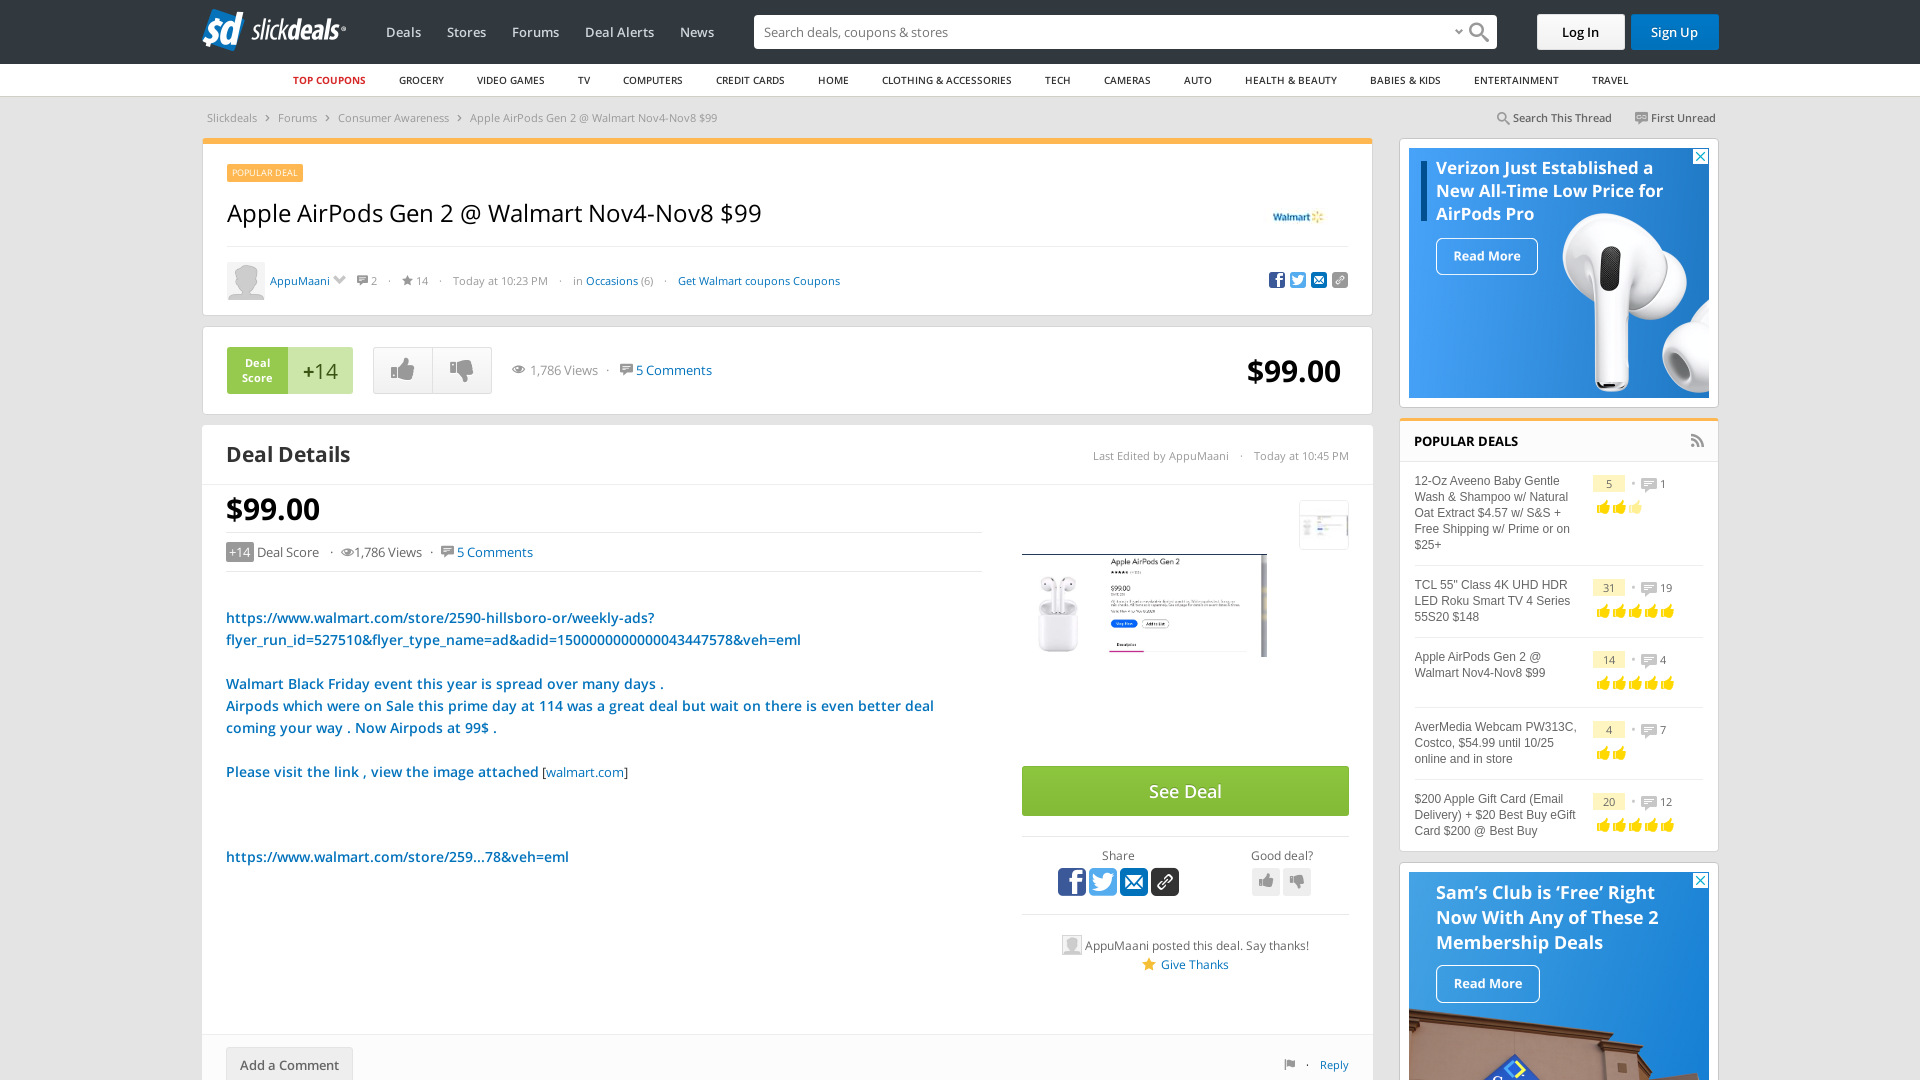 slickdeals
Deals
Stores
Forums
Deal Alerts
News
Search deals, coupons & stores
Log In
Sign Up
TOP COUPONS
GROCERY
VIDEO GAMES
TV
COMPUTERS
CREDIT CARDS
HOME
CLOTHING & ACCESSORIES
TECH
CAMERAS
AUTO
HEALTH & BEAUTY
BABIES & KIDS
ENTERTAINMENT
TRAVEL
Slickdeals > Forums > Consumer Awareness > Apple AirPods Gen 2 @ Walmart Nov4-Nov8 $99
Search This Thread
First Unread
POPULAR DEAL
Apple AirPods Gen 2 @ Walmart Nov4-Nov8 $99
Walmart
AppuMaani 2 · 14 · Today at 10:23 PM · in Occasions (6) · Get Walmart coupons Coupons
Deal
Score
+14
1,786 Views · 5 Comments
$99.00
Deal Details
Last Edited by AppuMaani · Today at 10:45 PM
$99.00
+14 Deal Score · 1,786 Views · 5 Comments
https://www.walmart.com/store/2590-hillsboro-or/weekly-ads?
flyer_run_id=527510&flyer_type_name=ad&adid=1500000000000043447578&veh=eml
Walmart Black Friday event this year is spread over many days .
Airpods which were on Sale this prime day at 114 was a great deal but wait on there is even better deal
coming your way . Now Airpods at 99$ .
Please visit the link , view the image attached [walmart.com]
https://www.walmart.com/store/259...78&veh=eml
Apple AirPods Gen 2
$99.00
See Deal
Share
Good deal?
AppuMaani posted this deal. Say thanks!
Give Thanks
Add a Comment
· Reply
Verizon Just Established a
New All-Time Low Price for
AirPods Pro
Read More
POPULAR DEALS
12-Oz Aveeno Baby Gentle
Wash & Shampoo w/ Natural
Oat Extract $4.57 w/ S&S +
Free Shipping w/ Prime or on
$25+
5 · 1
TCL 55" Class 4K UHD HDR
LED Roku Smart TV 4 Series
55S20 $148
31 · 19
Apple AirPods Gen 2 @
Walmart Nov4-Nov8 $99
14 · 4
AverMedia Webcam PW313C,
Costco, $54.99 until 10/25
online and in store
4 · 7
$200 Apple Gift Card (Email
Delivery) + $20 Best Buy eGift
Card $200 @ Best Buy
20 · 12
Sam's Club is 'Free' Right
Now With Any of These 2
Membership Deals
Read More